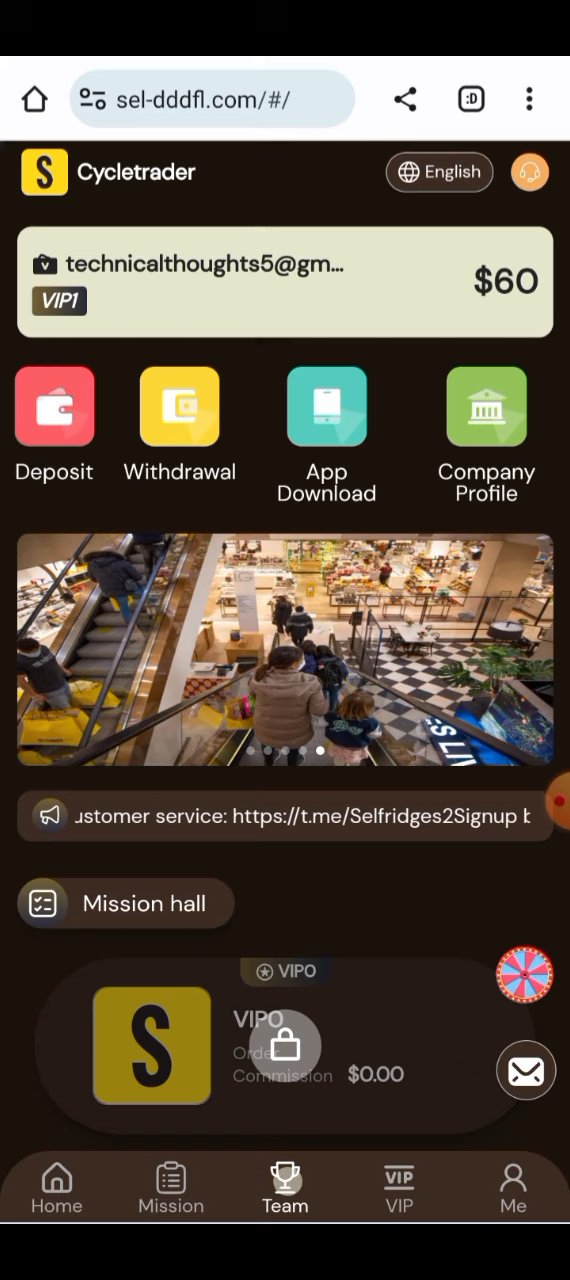 sel-dddfl.com/#/
:D
S Cycletrader
English
technicalthoughts5@gm...
VIP1
$60
Deposit
Withdrawal
App
Download
Company
Profile
ustomer service: https://t.me/Selfridges2Signup b
Mission hall
VIP0
S
VIP0
Order
Commission $0.00
Home
Mission
Team
VIP
VIP
Me